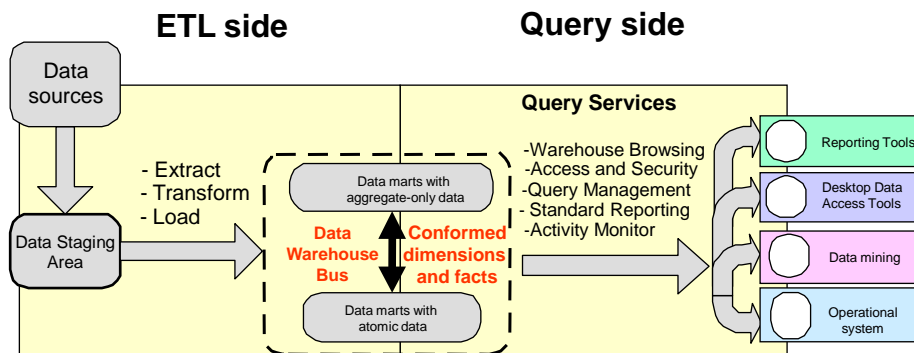 ETL side
Query side
Data
sources
Data Staging
Area
- Extract
- Transform
- Load
Data marts with
aggregate-only data
Data
Warehouse
Bus
Conformed
dimensions
and facts
Data marts with
atomic data
Query Services
-Warehouse Browsing
-Access and Security
-Query Management
- Standard Reporting
-Activity Monitor
Reporting Tools
Desktop Data
Access Tools
Data mining
Operational
system